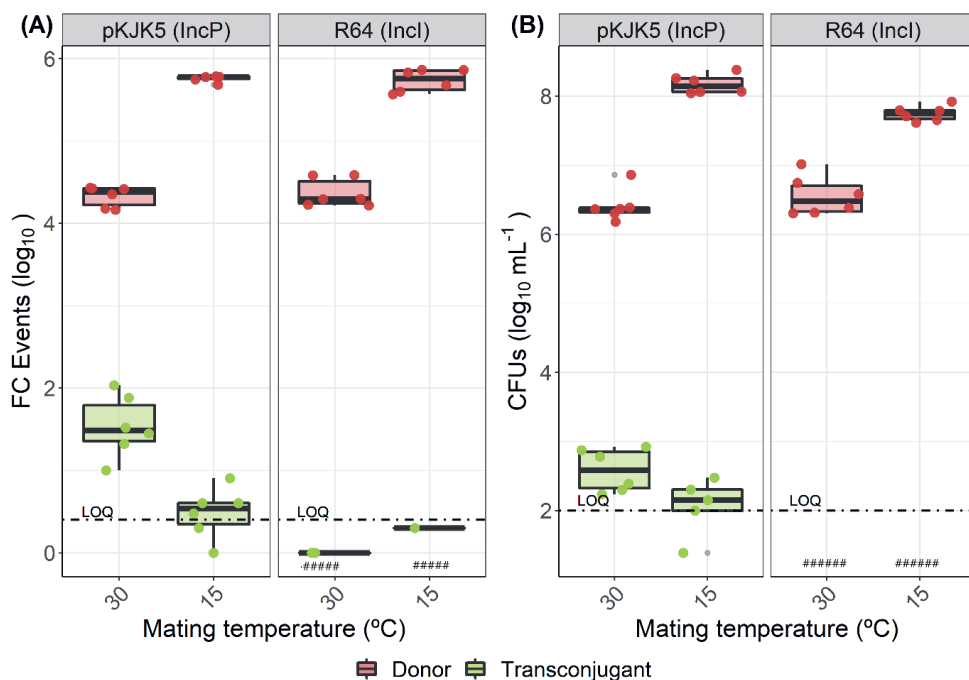 (A)
pKJK5 (IncP)
R64 (IncI)
FC Events (log10 )
6
4
2
0
LOQ
LOQ
·#####
#####
30
15
30
15
Mating temperature (ºC)
(B)
pKJK5 (IncP)
R64 (IncI)
CFUs (log10 mL−1 )
8
6
4
2
LOQ
LOQ
######
######
30
15
30
15
Mating temperature (ºC)
Donor
Transconjugant